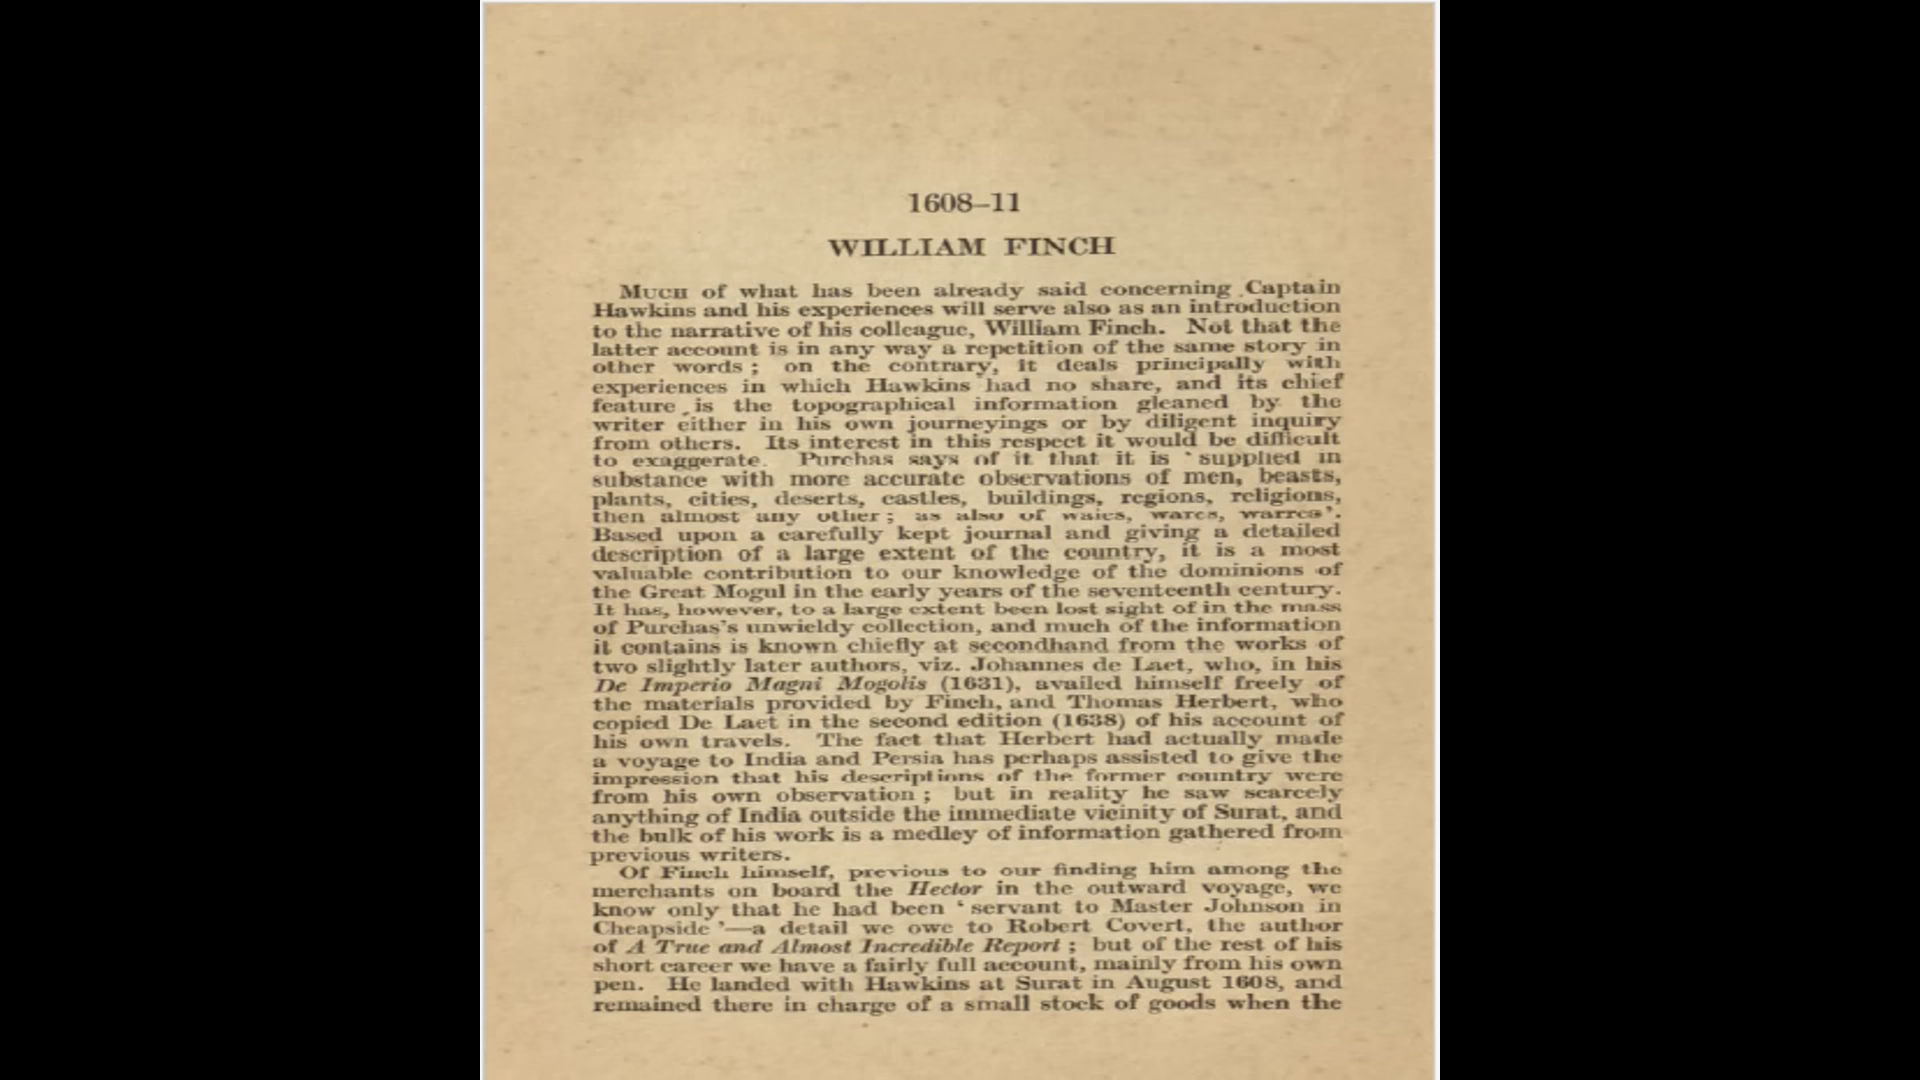 1608–11
WILLIAM FINCH
MUCH of what has been already said concerning Captain
Hawkins and his experiences will serve also as an introduction
to the narrative of his colleague, William Finch. Not that the
latter account is in any way a repetition of the same story in
other words ; on the contrary, it deals principally with
experiences in which Hawkins had no share, and its chief
feature is the topographical information gleaned by the
writer either in his own journeyings or by diligent inquiry
from others. Its interest in this respect it would be difficult
to exaggerate. Purchas says of it that it is ‘ supplied in
substance with more accurate observations of men, beasts,
plants, cities, deserts, castles, buildings, regions, religions,
then almost any other ; as also of waies, wares, warres ’.
Based upon a carefully kept journal and giving a detailed
description of a large extent of the country, it is a most
valuable contribution to our knowledge of the dominions of
the Great Mogul in the early years of the seventeenth century.
It has, however, to a large extent been lost sight of in the mass
of Purchas's unwieldy collection, and much of the information
it contains is known chiefly at secondhand from the works of
two slightly later authors, viz. Johannes de Laet, who, in his
De Imperio Magni Mogolis (1631), availed himself freely of
the materials provided by Finch, and Thomas Herbert, who
copied De Laet in the second edition (1638) of his account of
his own travels. The fact that Herbert had actually made
a voyage to India and Persia has perhaps assisted to give the
impression that his descriptions of the former country were
from his own observation ; but in reality he saw scarcely
anything of India outside the immediate vicinity of Surat, and
the bulk of his work is a medley of information gathered from
previous writers.
Of Finch himself, previous to our finding him among the
merchants on board the Hector in the outward voyage, we
know only that he had been ‘ servant to Master Johnson in
Cheapside ’—a detail we owe to Robert Covert, the author
of A True and Almost Incredible Report ; but of the rest of his
short career we have a fairly full account, mainly from his own
pen. He landed with Hawkins at Surat in August 1608, and
remained there in charge of a small stock of goods when the